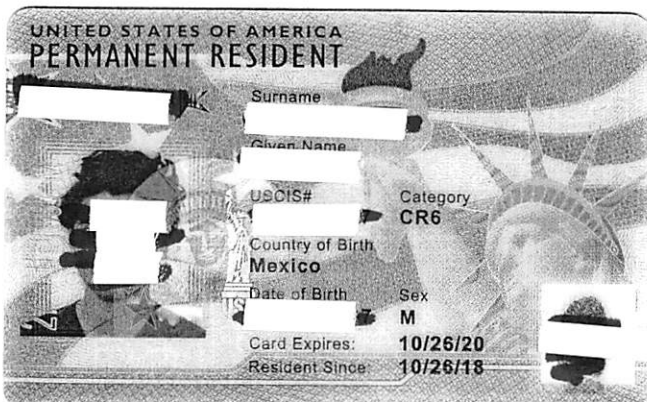 UNITED STATES OF AMERICA
PERMANENT RESIDENT
Surname
Given Name
USCIS#
Category
CR6
Country of Birth
Mexico
Date of Birth
Sex
M
Card Expires: 10/26/20
Resident Since: 10/26/18